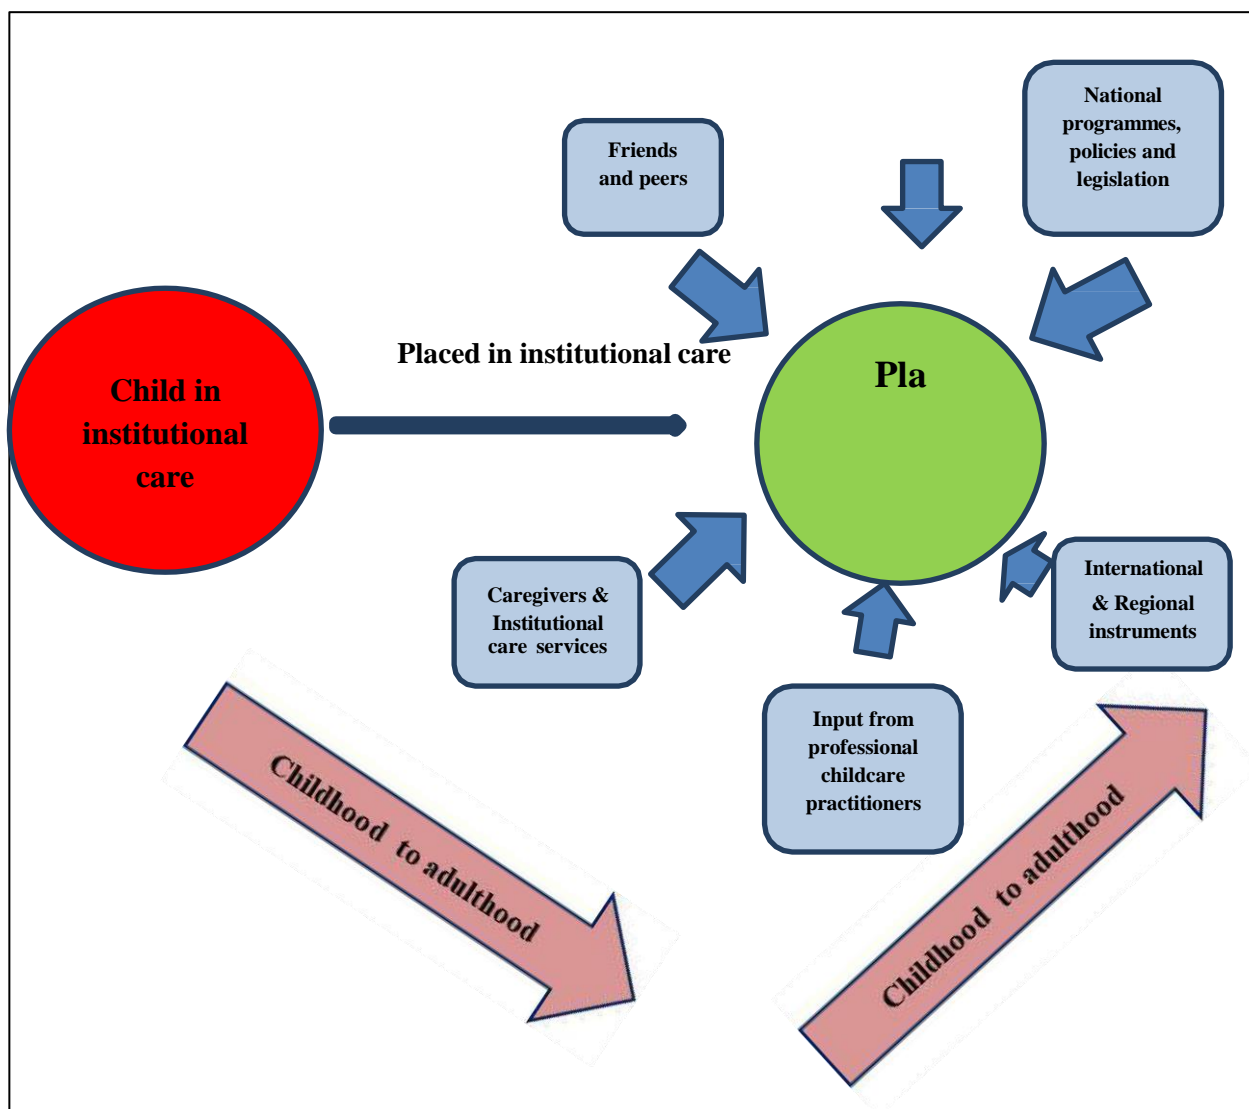 National
programmes,
policies and
legislation
Friends
and peers
Placed in institutional care
Pla
Child in
institutional
care
Caregivers &
Institutional
care services
International
& Regional
instruments
Input from
professional
childcare
practitioners
Childhood to adulthood
Childhood to adulthood